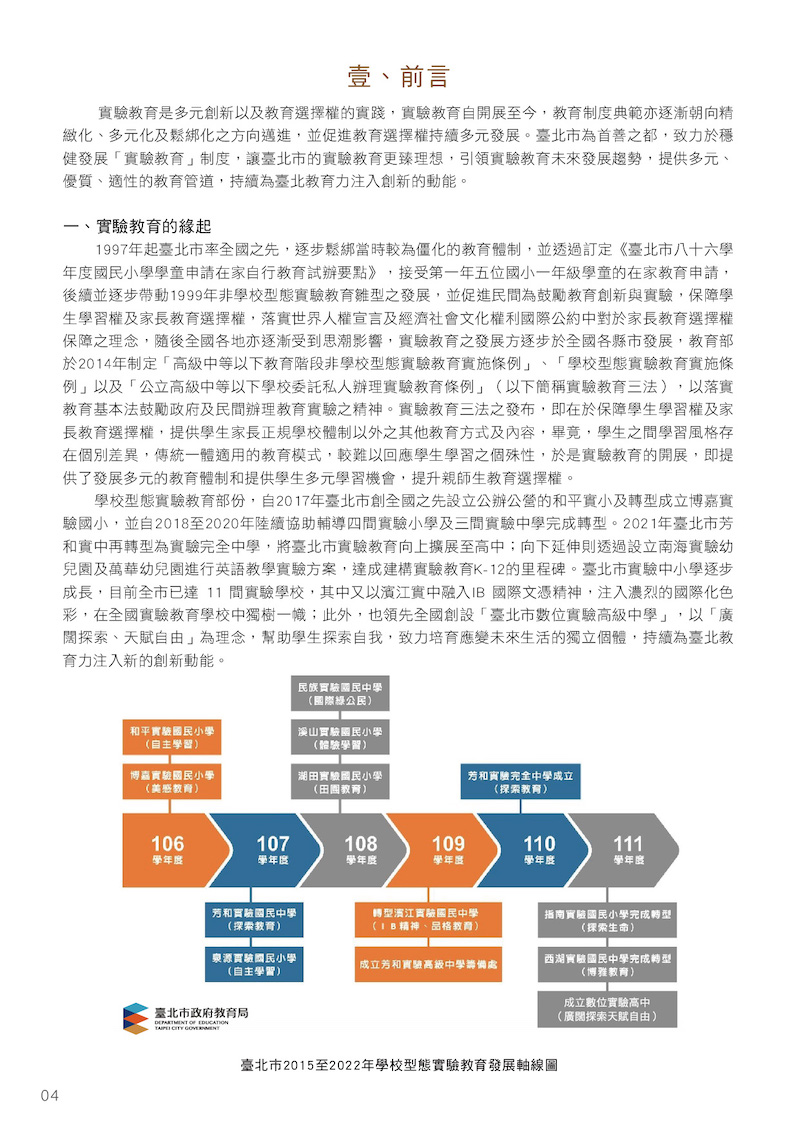 壹、前言
實驗教育是多元創新以及教育選擇權的實踐，實驗教育自開展至今，教育制度典範亦逐漸朝向精
緻化、多元化及鬆綁化之方向邁進，並促進教育選擇權持續多元發展。臺北市為首善之都，致力於穩
健發展「實驗教育」制度，讓臺北市的實驗教育更臻理想，引領實驗教育未來發展趨勢，提供多元、
優質、適性的教育管道，持續為臺北教育力注入創新的動能。
一、實驗教育的緣起
1997年起臺北市率全國之先，逐步鬆綁當時較為僵化的教育體制，並透過訂定《臺北市八十六學
年度國民小學學童申請在家自行教育試辦要點》，接受第一年五位國小一年級學童的在家教育申請，
後續並逐步帶動1999年非學校型態實驗教育雛型之發展，並促進民間為鼓勵教育創新與實驗，保障學
生學習權及家長教育選擇權，落實世界人權宣言及經濟社會文化權利國際公約中對於家長教育選擇權
保障之理念，隨後全國各地亦逐漸受到思潮影響，實驗教育之發展方逐步於全國各縣市發展，教育部
於2014年制定「高級中等以下教育階段非學校型態實驗教育實施條例」、「學校型態實驗教育實施條
例」以及「公立高級中等以下學校委託私人辦理實驗教育條例」（以下簡稱實驗教育三法），以落實
教育基本法鼓勵政府及民間辦理教育實驗之精神。實驗教育三法之發布，即在於保障學生學習權及家
長教育選擇權，提供學生家長正規學校體制以外之其他教育方式及內容，畢竟，學生之間學習風格存
在個別差異，傳統一體適用的教育模式，較難以回應學生學習之個殊性，於是實驗教育的開展，即提
供了發展多元的教育體制和提供學生多元學習機會，提升親師生教育選擇權。
學校型態實驗教育部份，自2017年臺北市創全國之先設立公辦公營的和平實小及轉型成立博嘉實
驗國小，並自2018至2020年陸續協助輔導四間實驗小學及三間實驗中學完成轉型。2021年臺北市芳
和實中再轉型為實驗完全中學，將臺北市實驗教育向上擴展至高中；向下延伸則透過設立南海實驗幼
兒園及萬華幼兒園進行英語教學實驗方案，達成建構實驗教育K-12的里程碑。臺北市實驗中小學逐步
成長，目前全市已達 11 間實驗學校，其中又以濱江實中融入IB 國際文憑精神，注入濃烈的國際化色
彩，在全國實驗教育學校中獨樹一幟；此外，也領先全國創設「臺北市數位實驗高級中學」，以「廣
闊探索、天賦自由」為理念，幫助學生探索自我，致力培育應變未來生活的獨立個體，持續為臺北教
育力注入新的創新動能。
民族實驗國民中學
（國際綠公民）
和平實驗國民小學
（自主學習）
溪山實驗國民小學
（體驗學習）
博嘉實驗國民小學
（美感教育）
湖田實驗國民小學
（田園教育）
芳和實驗完全中學成立
（探索教育）
106
學年度
107
學年度
108
學年度
109
學年度
110
學年度
111
學年度
芳和實驗國民中學
（探索教育）
轉型濱江實驗國民中學
（ＩＢ精神、品格教育）
指南實驗國民小學完成轉型
（探索生命）
泉源實驗國民小學
（自主學習）
成立芳和實驗高級中學籌備處
西湖實驗國民中學完成轉型
（博雅教育）
成立數位實驗高中
（廣闊探索天賦自由）
臺北市政府教育局
DEPARTMENT OF EDUCATION
TAIPEI CITY GOVERNMENT
臺北市2015至2022年學校型態實驗教育發展軸線圖
04